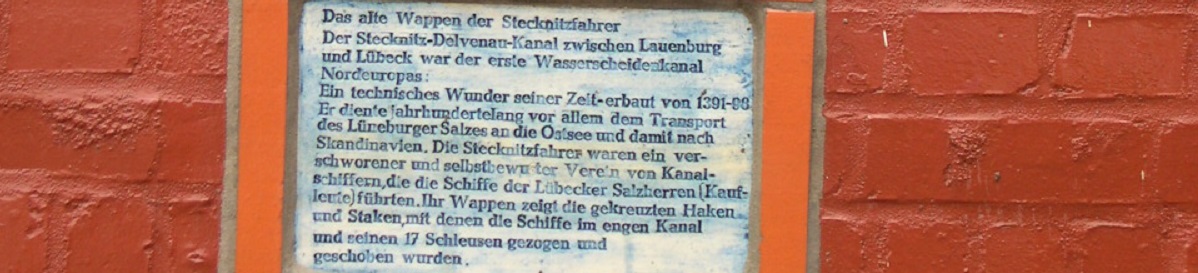 Das alte Wappen der Stecknitzfahrer
Der Stecknitz-Delvenau-Kanal zwischen Lauenburg
und Lübeck war der erste Wasserscheidenkanal
Nordeuropas:
Ein technisches Wunder seiner Zeit-erbaut von 1391-98
Er diente jahrhundertelang vor allem dem Transport
des Lüneburger Salzes an die Ostsee und damit nach
Skandinavien. Die Stecknitzfahrer waren ein ver-
schworener und selbstbewußter Verein von Kanal-
schiffern,die die Schiffe der Lübecker Salzherren (Kauf-
leute) führten. Ihr Wappen zeigt die gekreuzten Haken
und Staken,mit denen die Schiffe im engen Kanal
und seinen 17 Schleusen gezogen und
geschoben wurden.